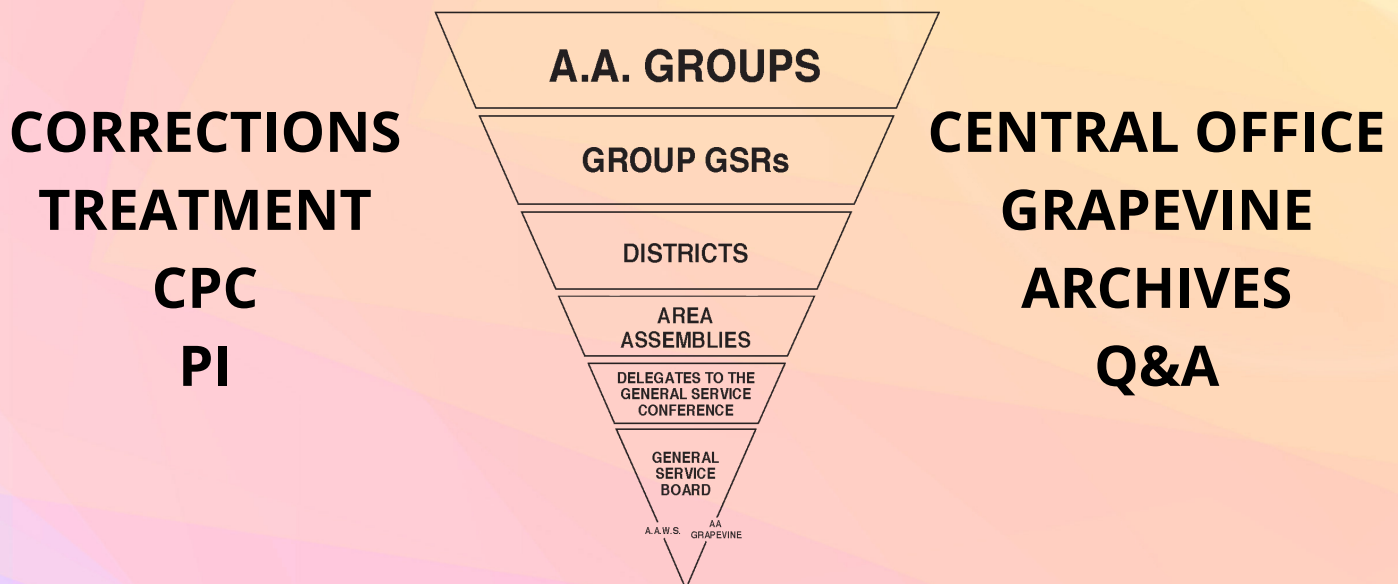 CORRECTIONS
TREATMENT
CPC
PI
A.A. GROUPS
GROUP GSRs
DISTRICTS
AREA
ASSEMBLIES
DELEGATES TO THE
GENERAL SERVICE
CONFERENCE
GENERAL
SERVICE
BOARD
A.A.W.S.
AA
GRAPEVINE
CENTRAL OFFICE
GRAPEVINE
ARCHIVES
Q&A